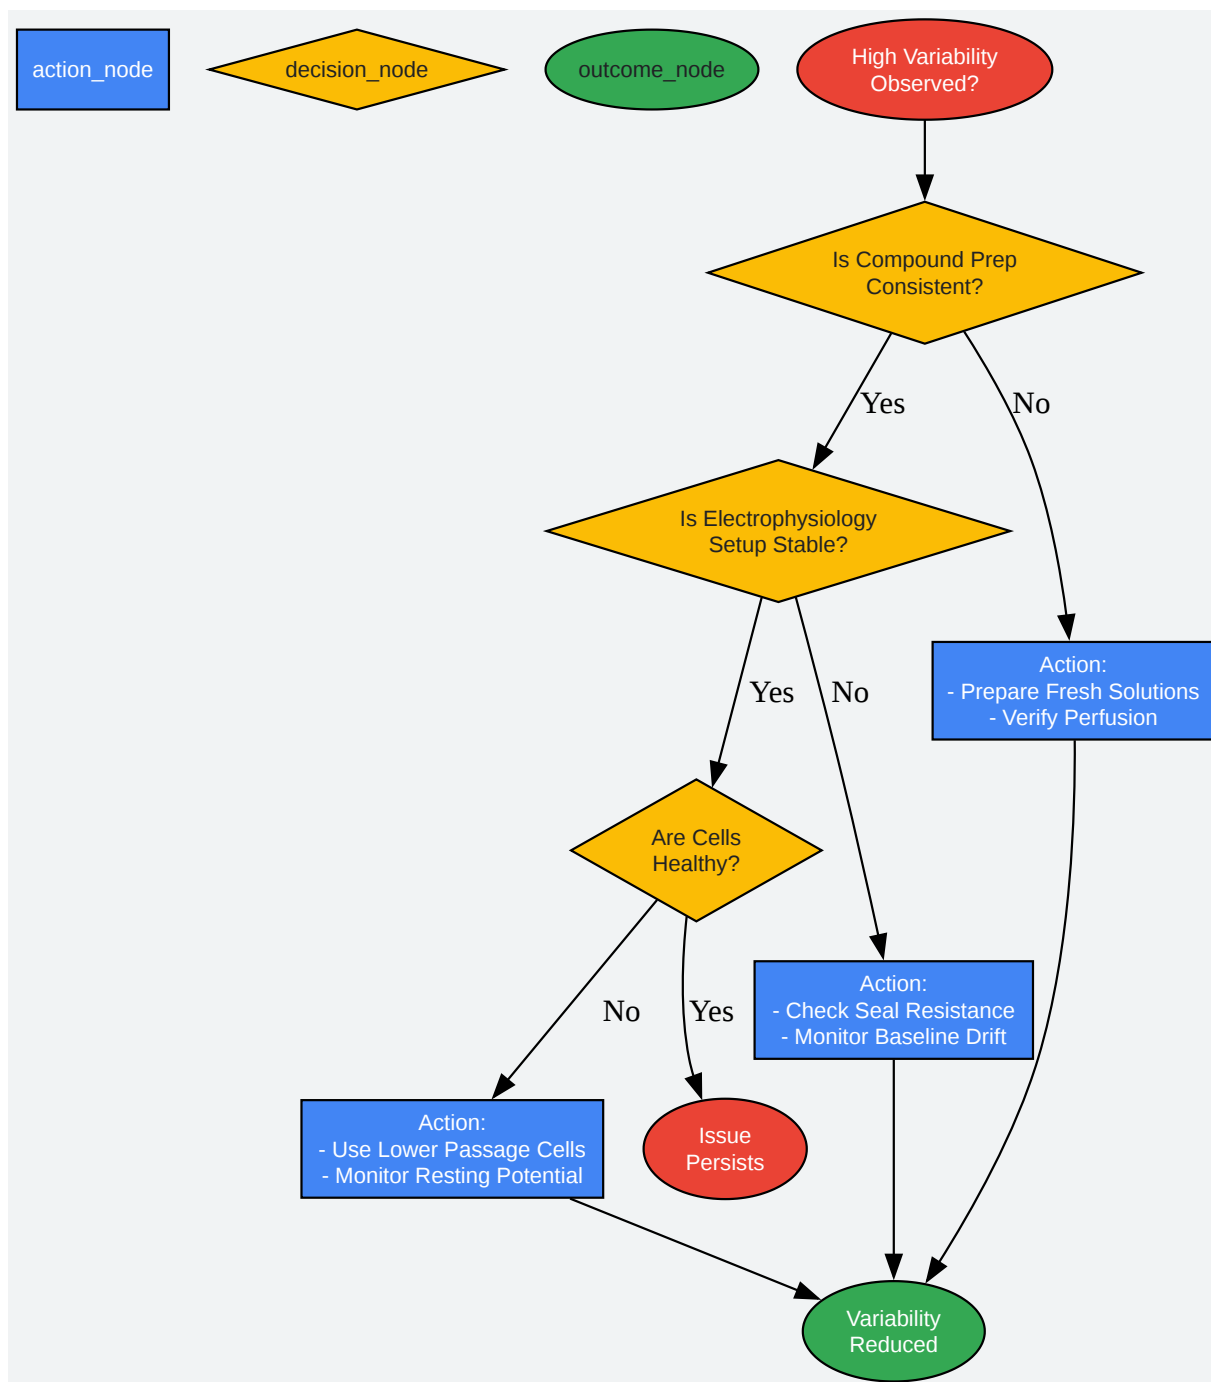 action_node
decision_node
outcome_node
High Variability
Observed?
Is Compound Prep
Consistent?
Yes
No
Is Electrophysiology
Setup Stable?
Yes
No
Action:
- Prepare Fresh Solutions
- Verify Perfusion
Are Cells
Healthy?
No
Yes
Action:
- Check Seal Resistance
- Monitor Baseline Drift
Action:
- Use Lower Passage Cells
- Monitor Resting Potential
Issue
Persists
Variability
Reduced